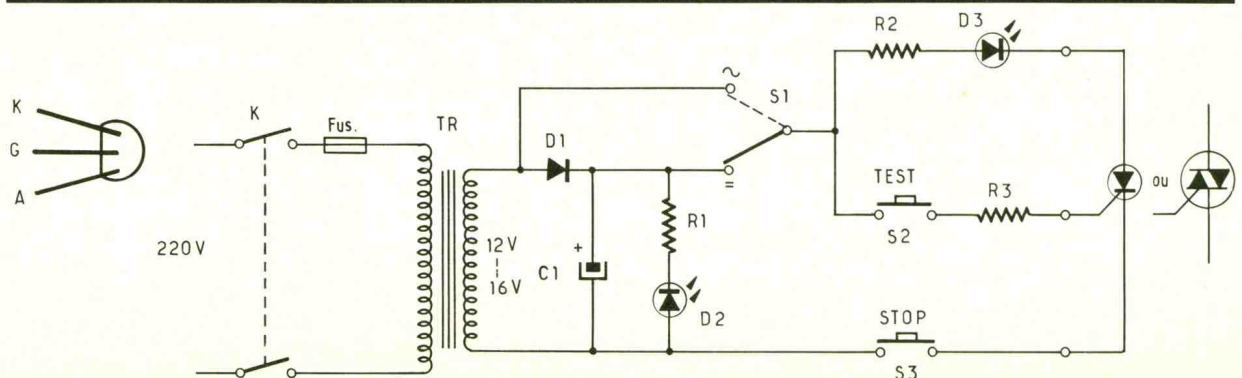 K
G
A
K
Fus.
TR
220V
12V
16V
D1
+
C1
R1
D2
~
S1
=
R2
D3
TEST
S2
R3
ou
STOP
S3